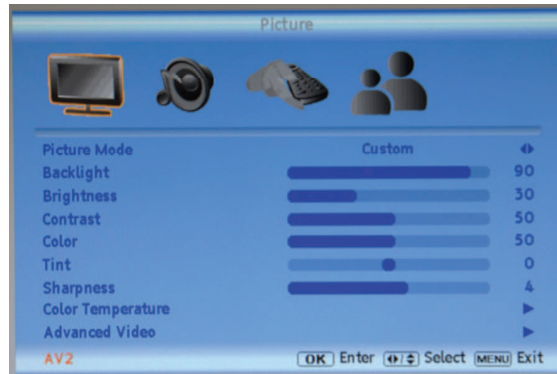 Picture
Picture Mode Custom
Backlight 90
Brightness 30
Contrast 50
Color 50
Tint 0
Sharpness 4
Color Temperature
Advanced Video
AV2 OK Enter Select MENU Exit